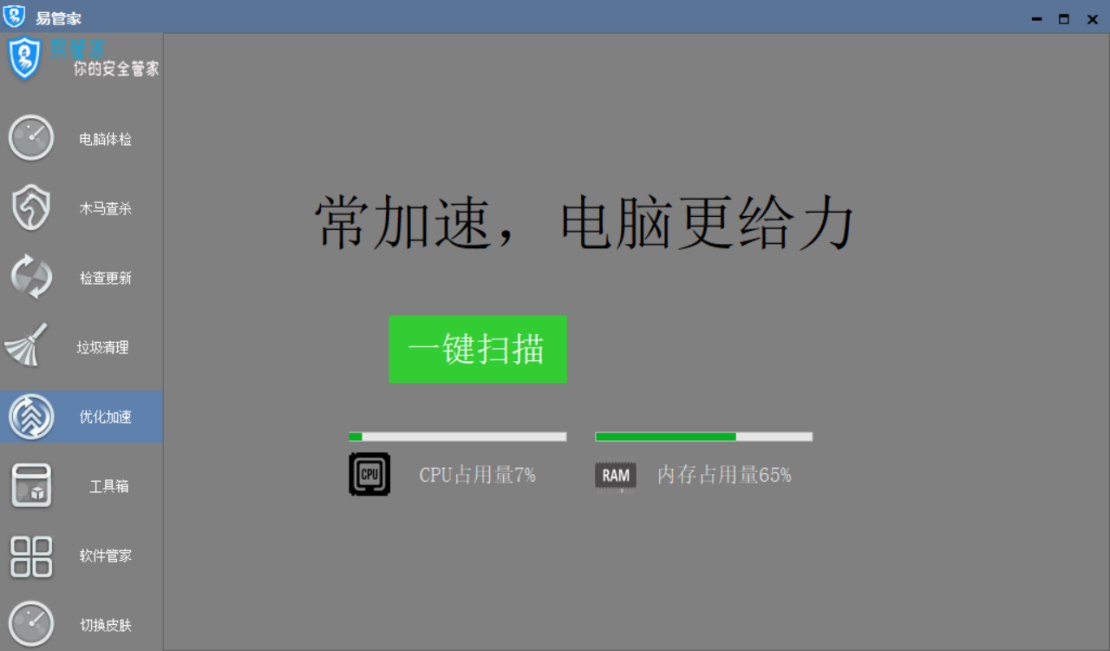 易管家
易管家
你的安全管家
电脑体检
木马查杀
检查更新
垃圾清理
优化加速
工具箱
软件管家
切换皮肤
常加速，电脑更给力
一键扫描
CPU
CPU占用量7%
RAM
内存占用量65%